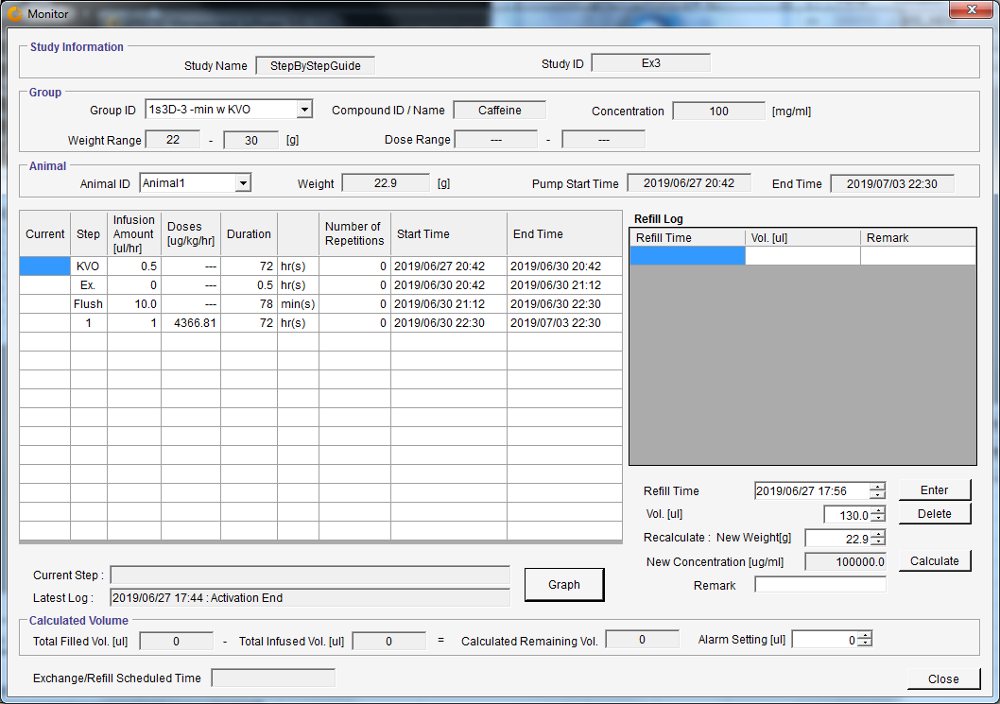 Monitor
Study Information
Study Name StepByStepGuide Study ID Ex3
Group
Group ID 1s3D-3 -min w KVO Compound ID / Name Caffeine Concentration 100 [mg/ml]
Weight Range 22 - 30 [g] Dose Range --- - ---
Animal
Animal ID Animal1 Weight 22.9 [g] Pump Start Time 2019/06/27 20:42 End Time 2019/07/03 22:30
Current Step Infusion Amount [ul/hr] Doses [ug/kg/hr] Duration Number of Repetitions Start Time End Time
KVO 0.5 --- 72 hr(s) 0 2019/06/27 20:42 2019/06/30 20:42
Ex. 0 --- 0.5 hr(s) 0 2019/06/30 20:42 2019/06/30 21:12
Flush 10.0 --- 78 min(s) 0 2019/06/30 21:12 2019/06/30 22:30
1 1 4366.81 72 hr(s) 0 2019/06/30 22:30 2019/07/03 22:30
Refill Log
Refill Time Vol. [ul] Remark
Refill Time 2019/06/27 17:56 Enter
Vol. [ul] 130.0 Delete
Recalculate : New Weight[g] 22.9
New Concentration [ug/ml] 100000.0 Calculate
Remark
Current Step :
Latest Log : 2019/06/27 17:44 : Activation End
Graph
Calculated Volume
Total Filled Vol. [ul] 0 - Total Infused Vol. [ul] 0 = Calculated Remaining Vol. 0 Alarm Setting [ul] 0
Exchange/Refill Scheduled Time
Close